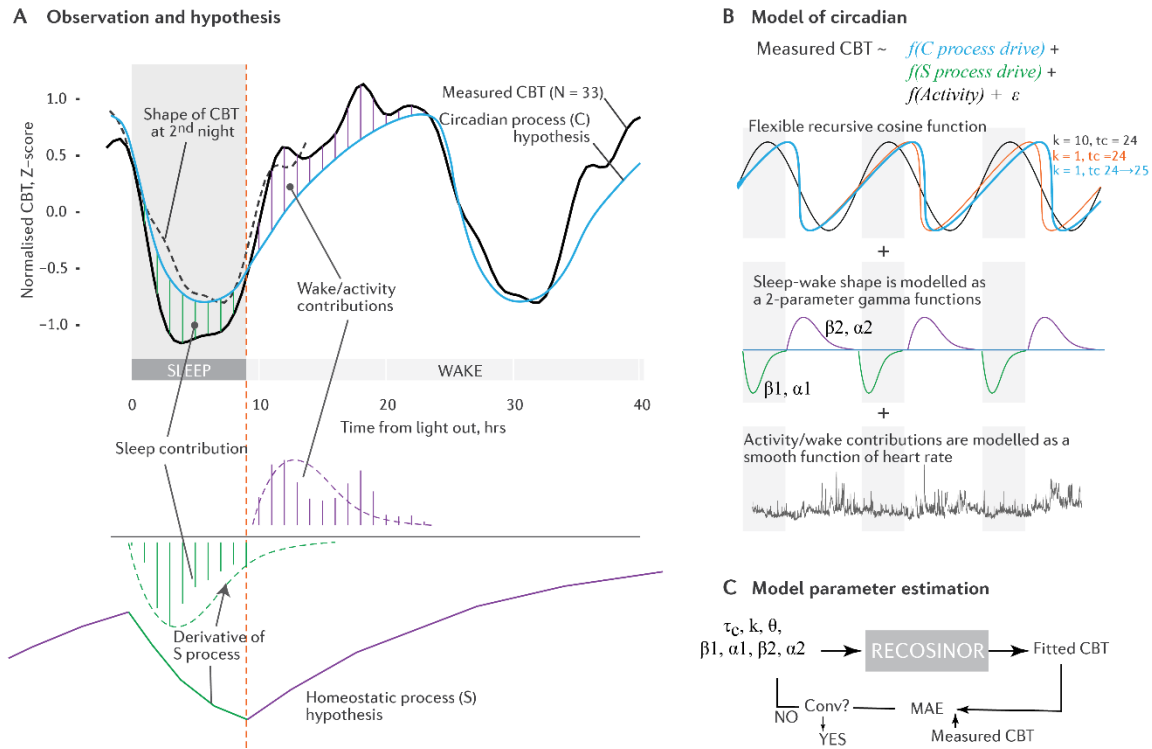 A Observation and hypothesis
Normalised CBT, Z-score
1.0
0.5
0.0
-0.5
-1.0
Shape of CBT
at 2nd night
Measured CBT (N = 33)
Circadian process (C)
hypothesis
Wake/activity
contributions
SLEEP
WAKE
0
10
20
30
40
Time from light out, hrs
Sleep contribution
Derivative of
S process
Homeostatic process (S)
hypothesis
B Model of circadian
Measured CBT ~ f(C process drive) +
f(S process drive) +
f(Activity) + ε
Flexible recursive cosine function
k = 10, tc = 24
k = 1, tc =24
k = 1, tc 24→25
+
Sleep-wake shape is modelled as
a 2-parameter gamma functions
β2, α2
β1, α1
+
Activity/wake contributions are modelled as a
smooth function of heart rate
C Model parameter estimation
τc, k, θ,
β1, α1, β2, α2
RECOSINOR
Fitted CBT
NO
Conv?
MAE
YES
Measured CBT